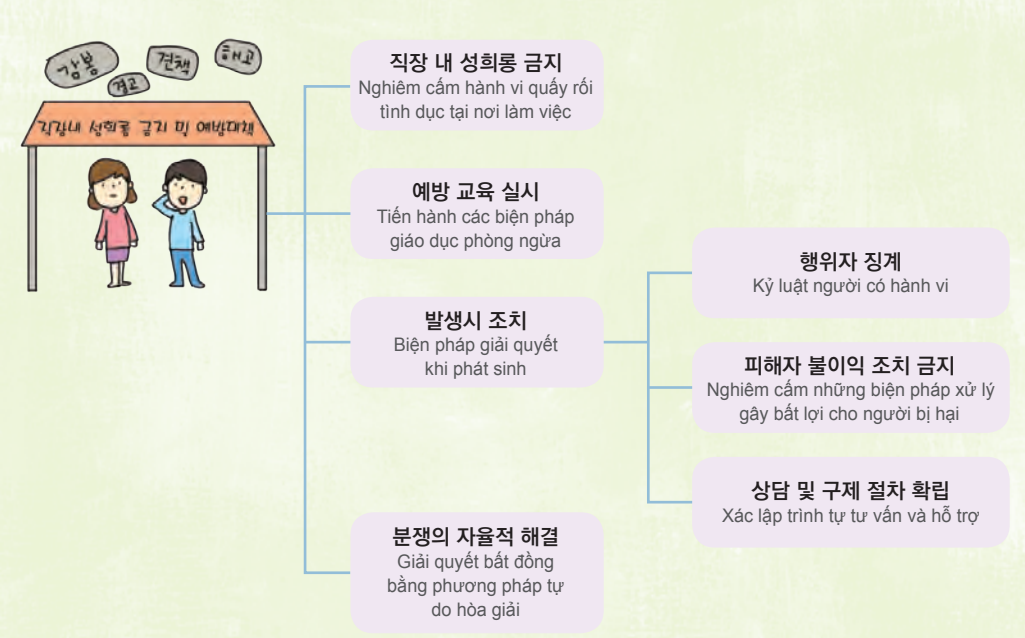 감봉
경고
견책
해고
직장내 성희롱 금지 및 예방대책
직장 내 성희롱 금지
Nghiêm cấm hành vi quấy rối
tình dục tại nơi làm việc
예방 교육 실시
Tiến hành các biện pháp
giáo dục phòng ngừa
발생시 조치
Biện pháp giải quyết
khi phát sinh
행위자 징계
Kỷ luật người có hành vi
피해자 불이익 조치 금지
Nghiêm cấm những biện pháp xử lý
gây bất lợi cho người bị hại
상담 및 구제 절차 확립
Xác lập trình tự tư vấn và hỗ trợ
분쟁의 자율적 해결
Giải quyết bất đồng
bằng phương pháp tự
do hòa giải